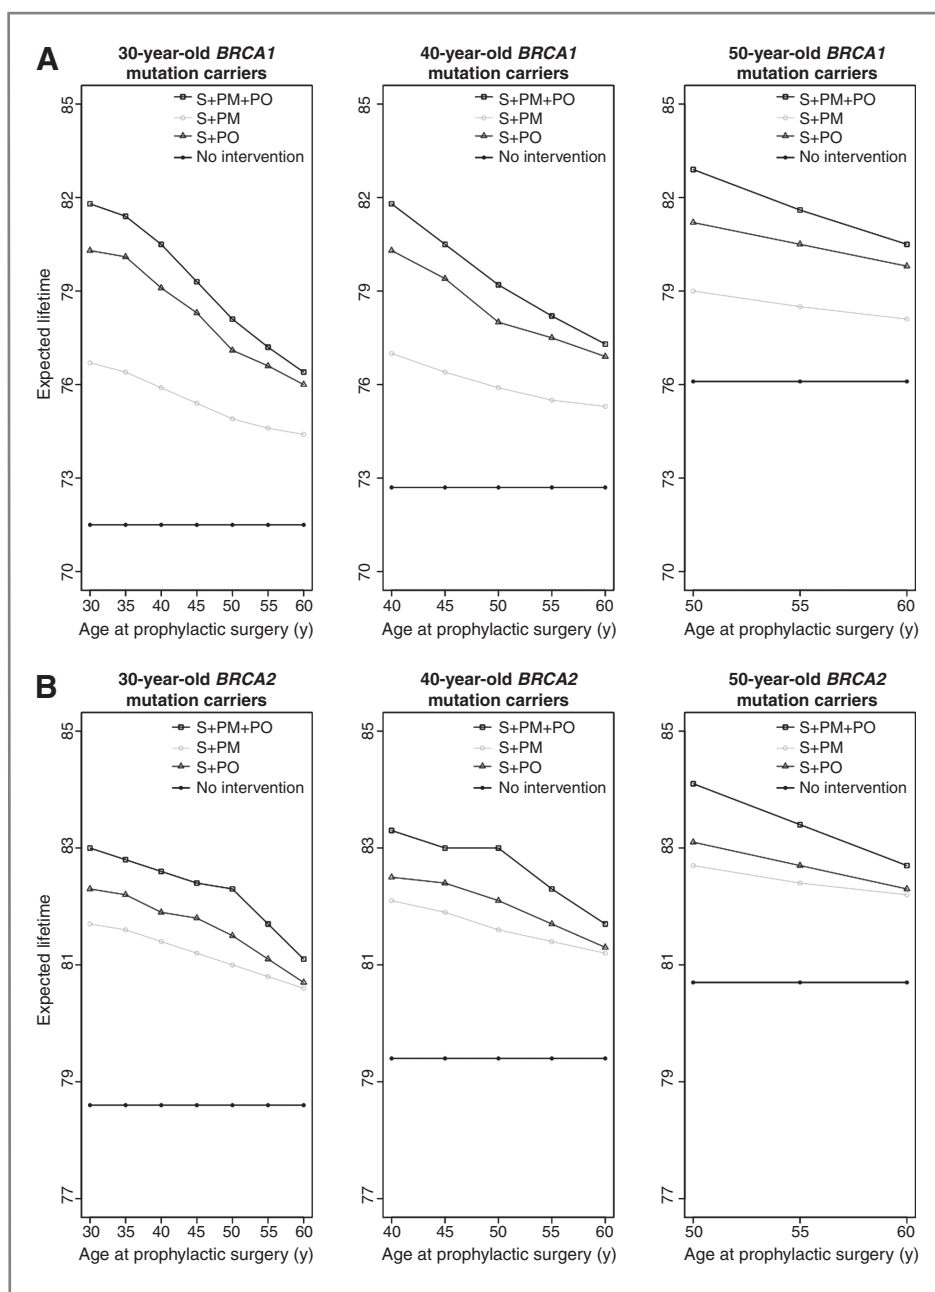 A
30-year-old BRCA1
mutation carriers
40-year-old BRCA1
mutation carriers
50-year-old BRCA1
mutation carriers
Expected lifetime
85
82
79
76
73
70
S+PM+PO
S+PM
S+PO
No intervention
30 35 40 45 50 55 60
Age at prophylactic surgery (y)
85
82
79
76
73
70
S+PM+PO
S+PM
S+PO
No intervention
40 45 50 55 60
Age at prophylactic surgery (y)
85
82
79
76
73
70
S+PM+PO
S+PM
S+PO
No intervention
50 55 60
Age at prophylactic surgery (y)
B
30-year-old BRCA2
mutation carriers
40-year-old BRCA2
mutation carriers
50-year-old BRCA2
mutation carriers
Expected lifetime
85
83
81
79
77
S+PM+PO
S+PM
S+PO
No intervention
30 35 40 45 50 55 60
Age at prophylactic surgery (y)
85
83
81
79
77
S+PM+PO
S+PM
S+PO
No intervention
40 45 50 55 60
Age at prophylactic surgery (y)
85
83
81
79
77
S+PM+PO
S+PM
S+PO
No intervention
50 55 60
Age at prophylactic surgery (y)